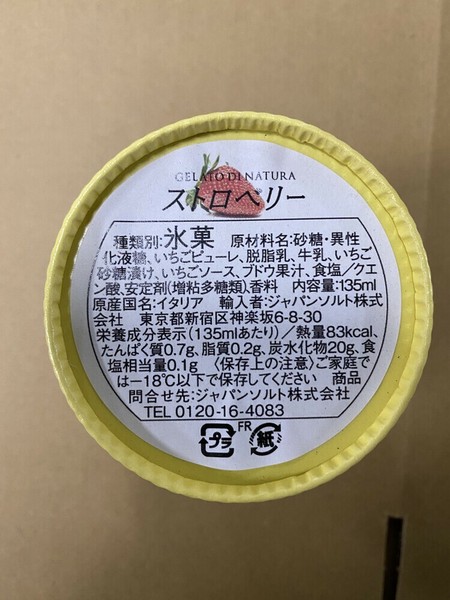 GELATO DI NATURA
ストロベリー
種類別:氷菓 原材料名:砂糖・異性
化液糖、いちごピューレ、脱脂乳、牛乳、いちご
砂糖漬け、いちごソース、ブドウ果汁、食塩/クエ
ン酸、安定剤(増粘多糖類)、香料 内容量:135ml
原産国名:イタリア 輸入者:ジャパンソルト株式
会社 東京都新宿区神楽坂6-8-30
栄養成分表示(135mlあたり)/熱量83kcal、
たんぱく質0.7g、脂質0.2g、炭水化物20g、食
塩相当量0.1g 〈保存上の注意〉ご家庭で
は-18℃以下で保存してください 商品
問合せ先:ジャパンソルト株式会社
TEL 0120-16-4083
FR
プラ 紙